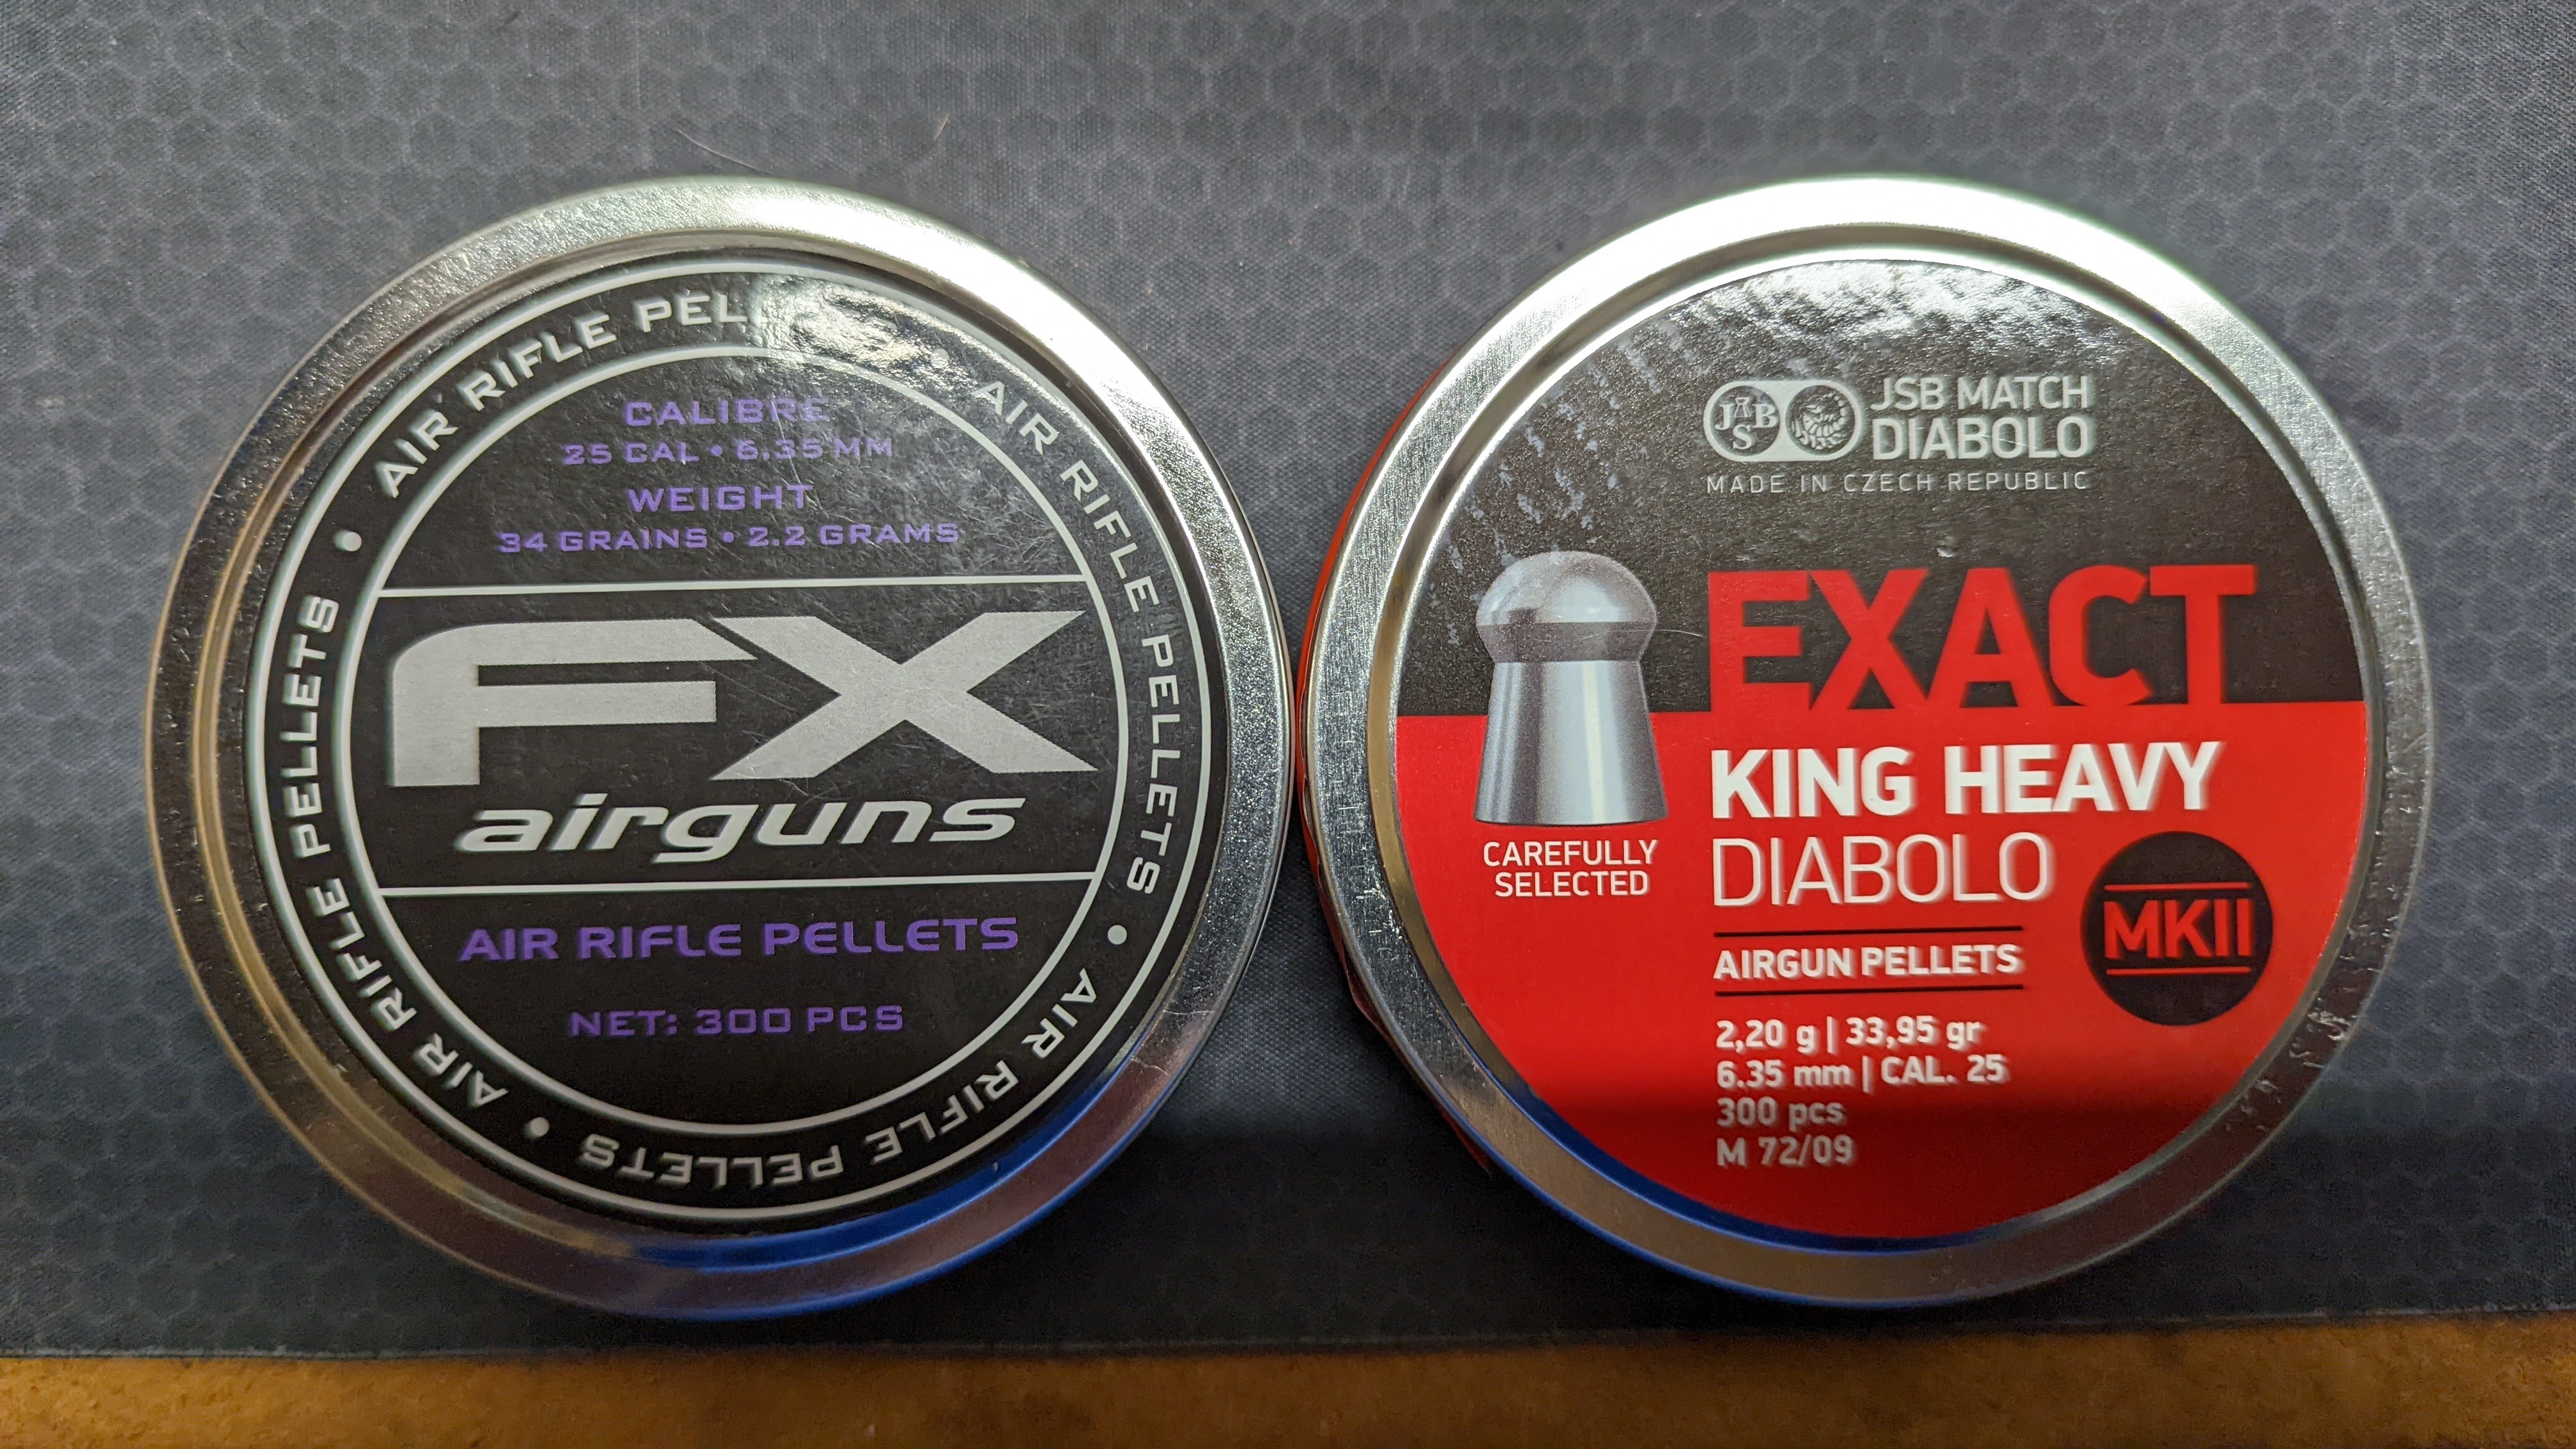 CALIBRE
25 CAL • 6.35 MM
WEIGHT
34 GRAINS • 2.2 GRAMS
FX
airguns
AIR RIFLE PELLETS
NET: 300 PCS
AIR RIFLE PEL
• AIR RIFLE PELLETS
• AIR RIFLE PELLETS
• AIR RIFLE PELLETS •
JSB
JSB MATCH
DIABOLO
MADE IN CZECH REPUBLIC
EXACT
KING HEAVY
DIABOLO
MKII
CAREFULLY
SELECTED
AIRGUN PELLETS
2,20 g | 33,95 gr
6.35 mm | CAL. 25
300 pcs
M 72/09